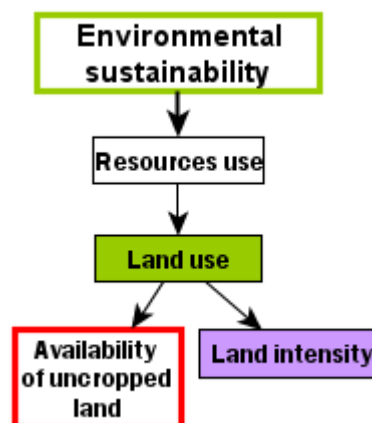 Environmental
sustainability
Resources use
Land use
Availability
of uncropped
land
Land intensity